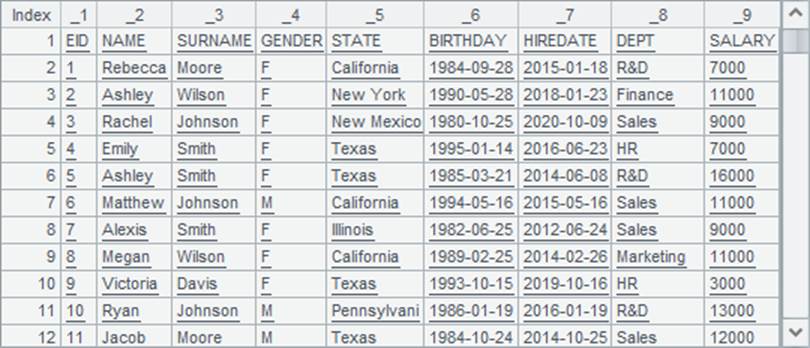 Index _1 _2 _3 _4 _5 _6 _7 _8 _9
1 EID NAME SURNAME GENDER STATE BIRTHDAY HIREDATE DEPT SALARY
2 1 Rebecca Moore F California 1984-09-28 2015-01-18 R&D 7000
3 2 Ashley Wilson F New York 1990-05-28 2018-01-23 Finance 11000
4 3 Rachel Johnson F New Mexico 1980-10-25 2020-10-09 Sales 9000
5 4 Emily Smith F Texas 1995-01-14 2016-06-23 HR 7000
6 5 Ashley Smith F Texas 1985-03-21 2014-06-08 R&D 16000
7 6 Matthew Johnson M California 1994-05-16 2015-05-16 Sales 11000
8 7 Alexis Smith F Illinois 1982-06-25 2012-06-24 Sales 9000
9 8 Megan Wilson F California 1989-02-25 2014-02-26 Marketing 11000
10 9 Victoria Davis F Texas 1993-10-15 2019-10-16 HR 3000
11 10 Ryan Johnson M Pennsylvani 1986-01-19 2016-01-19 R&D 13000
12 11 Jacob Moore M Texas 1984-10-24 2014-10-25 Sales 12000